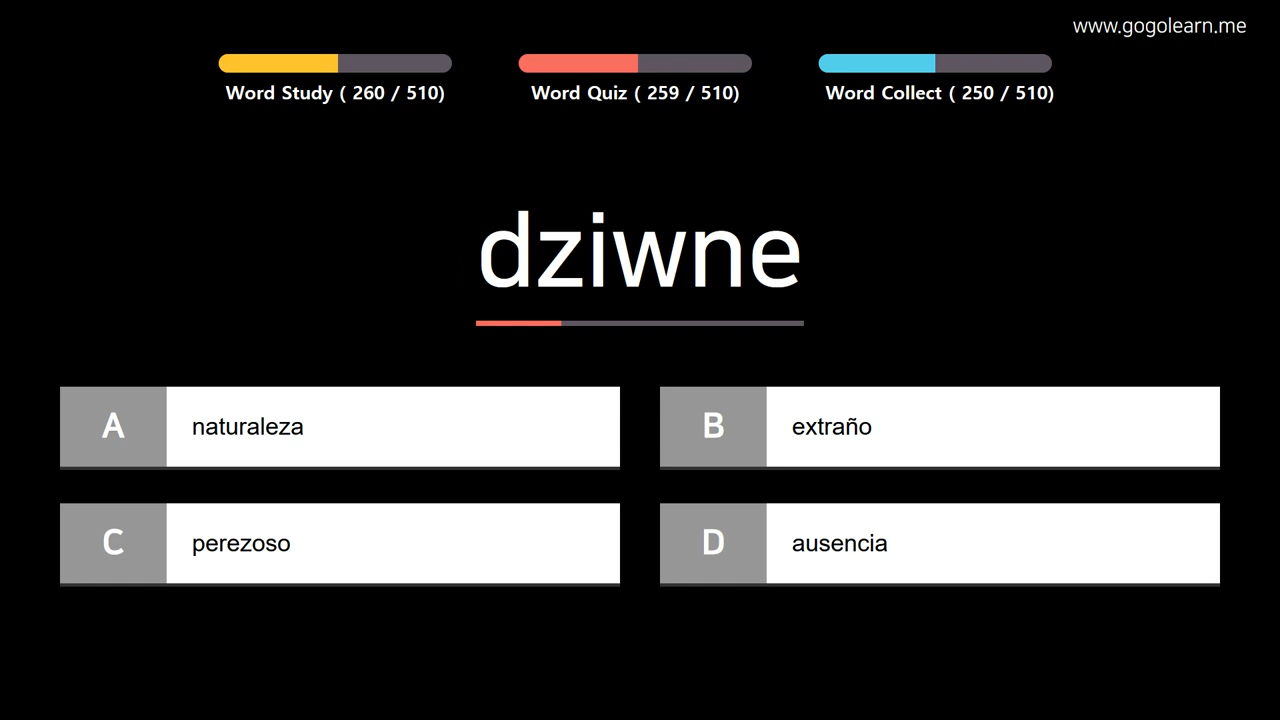 www.gogolearn.me
Word Study ( 260 / 510)
Word Quiz ( 259 / 510)
Word Collect ( 250 / 510)
dziwne
A naturaleza
B extraño
C perezoso
D ausencia